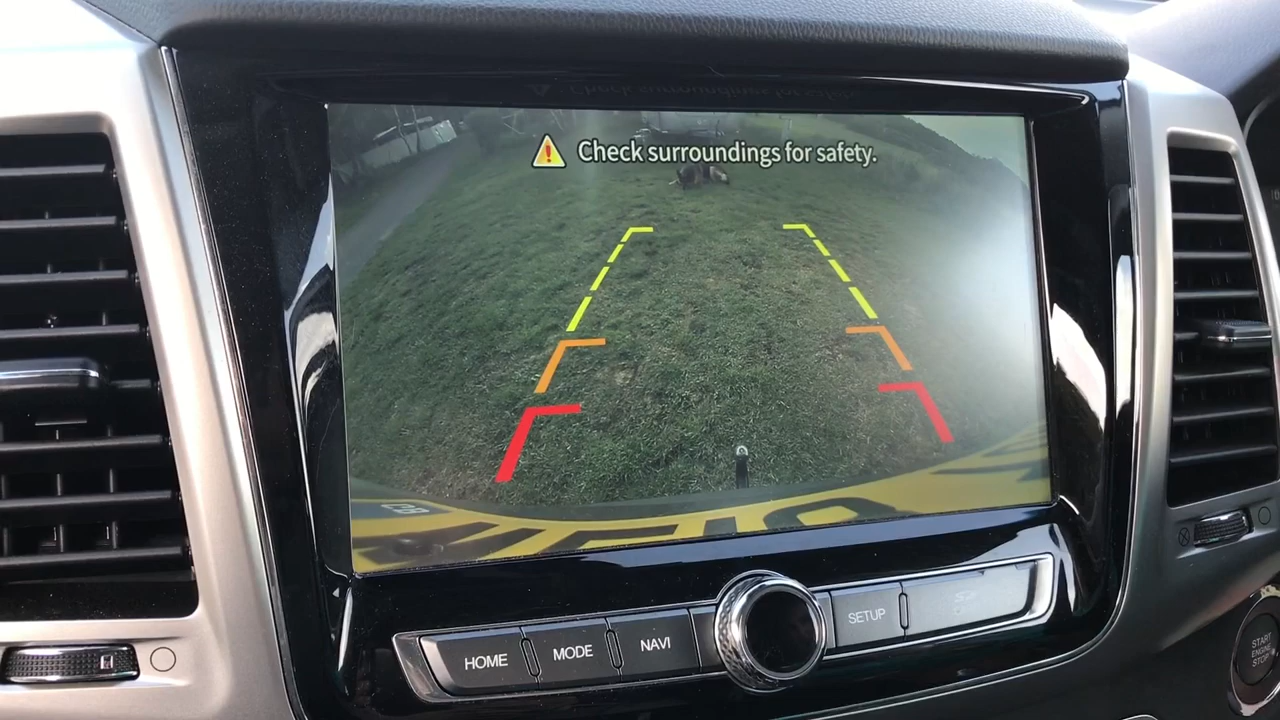 Check surroundings for safety.
HOME
MODE
NAVI
SETUP
START
ENGINE
STOP